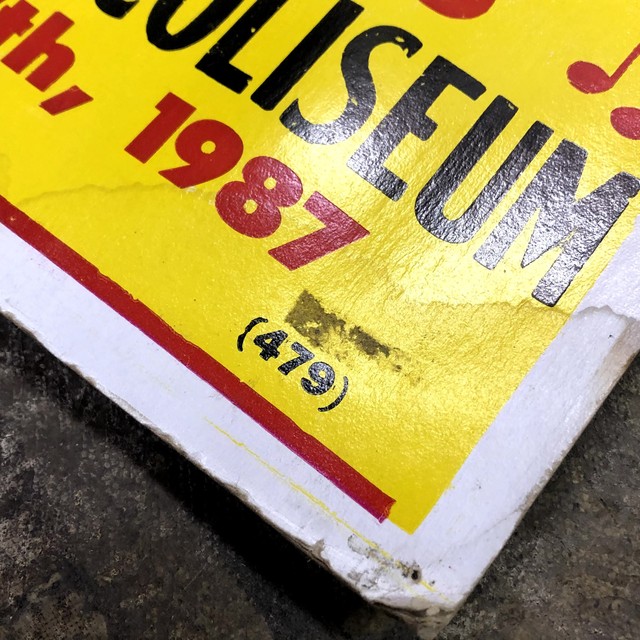 COLISEUM
th, 1987
(479)